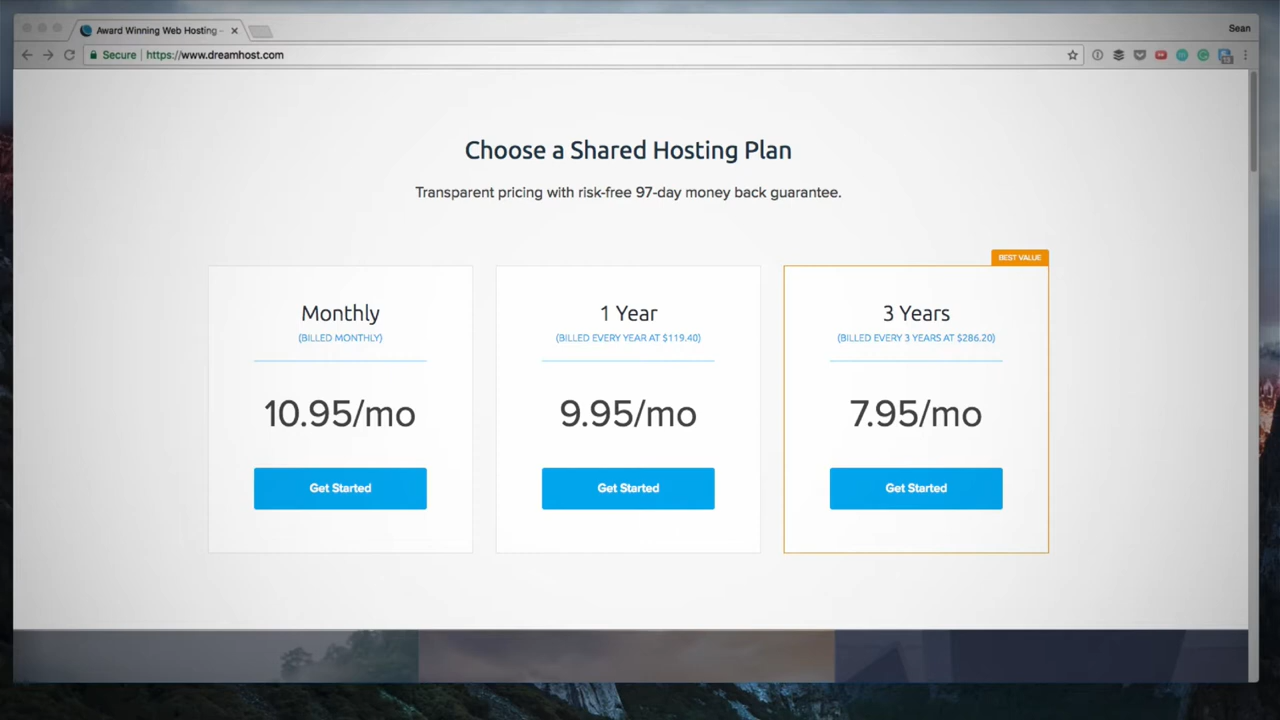 Award Winning Web Hosting -
Sean
Secure
https://www.dreamhost.com
Choose a Shared Hosting Plan
Transparent pricing with risk-free 97-day money back guarantee.
BEST VALUE
Monthly
(BILLED MONTHLY)
10.95/mo
Get Started
1 Year
(BILLED EVERY YEAR AT $119.40)
9.95/mo
Get Started
3 Years
(BILLED EVERY 3 YEARS AT $286.20)
7.95/mo
Get Started